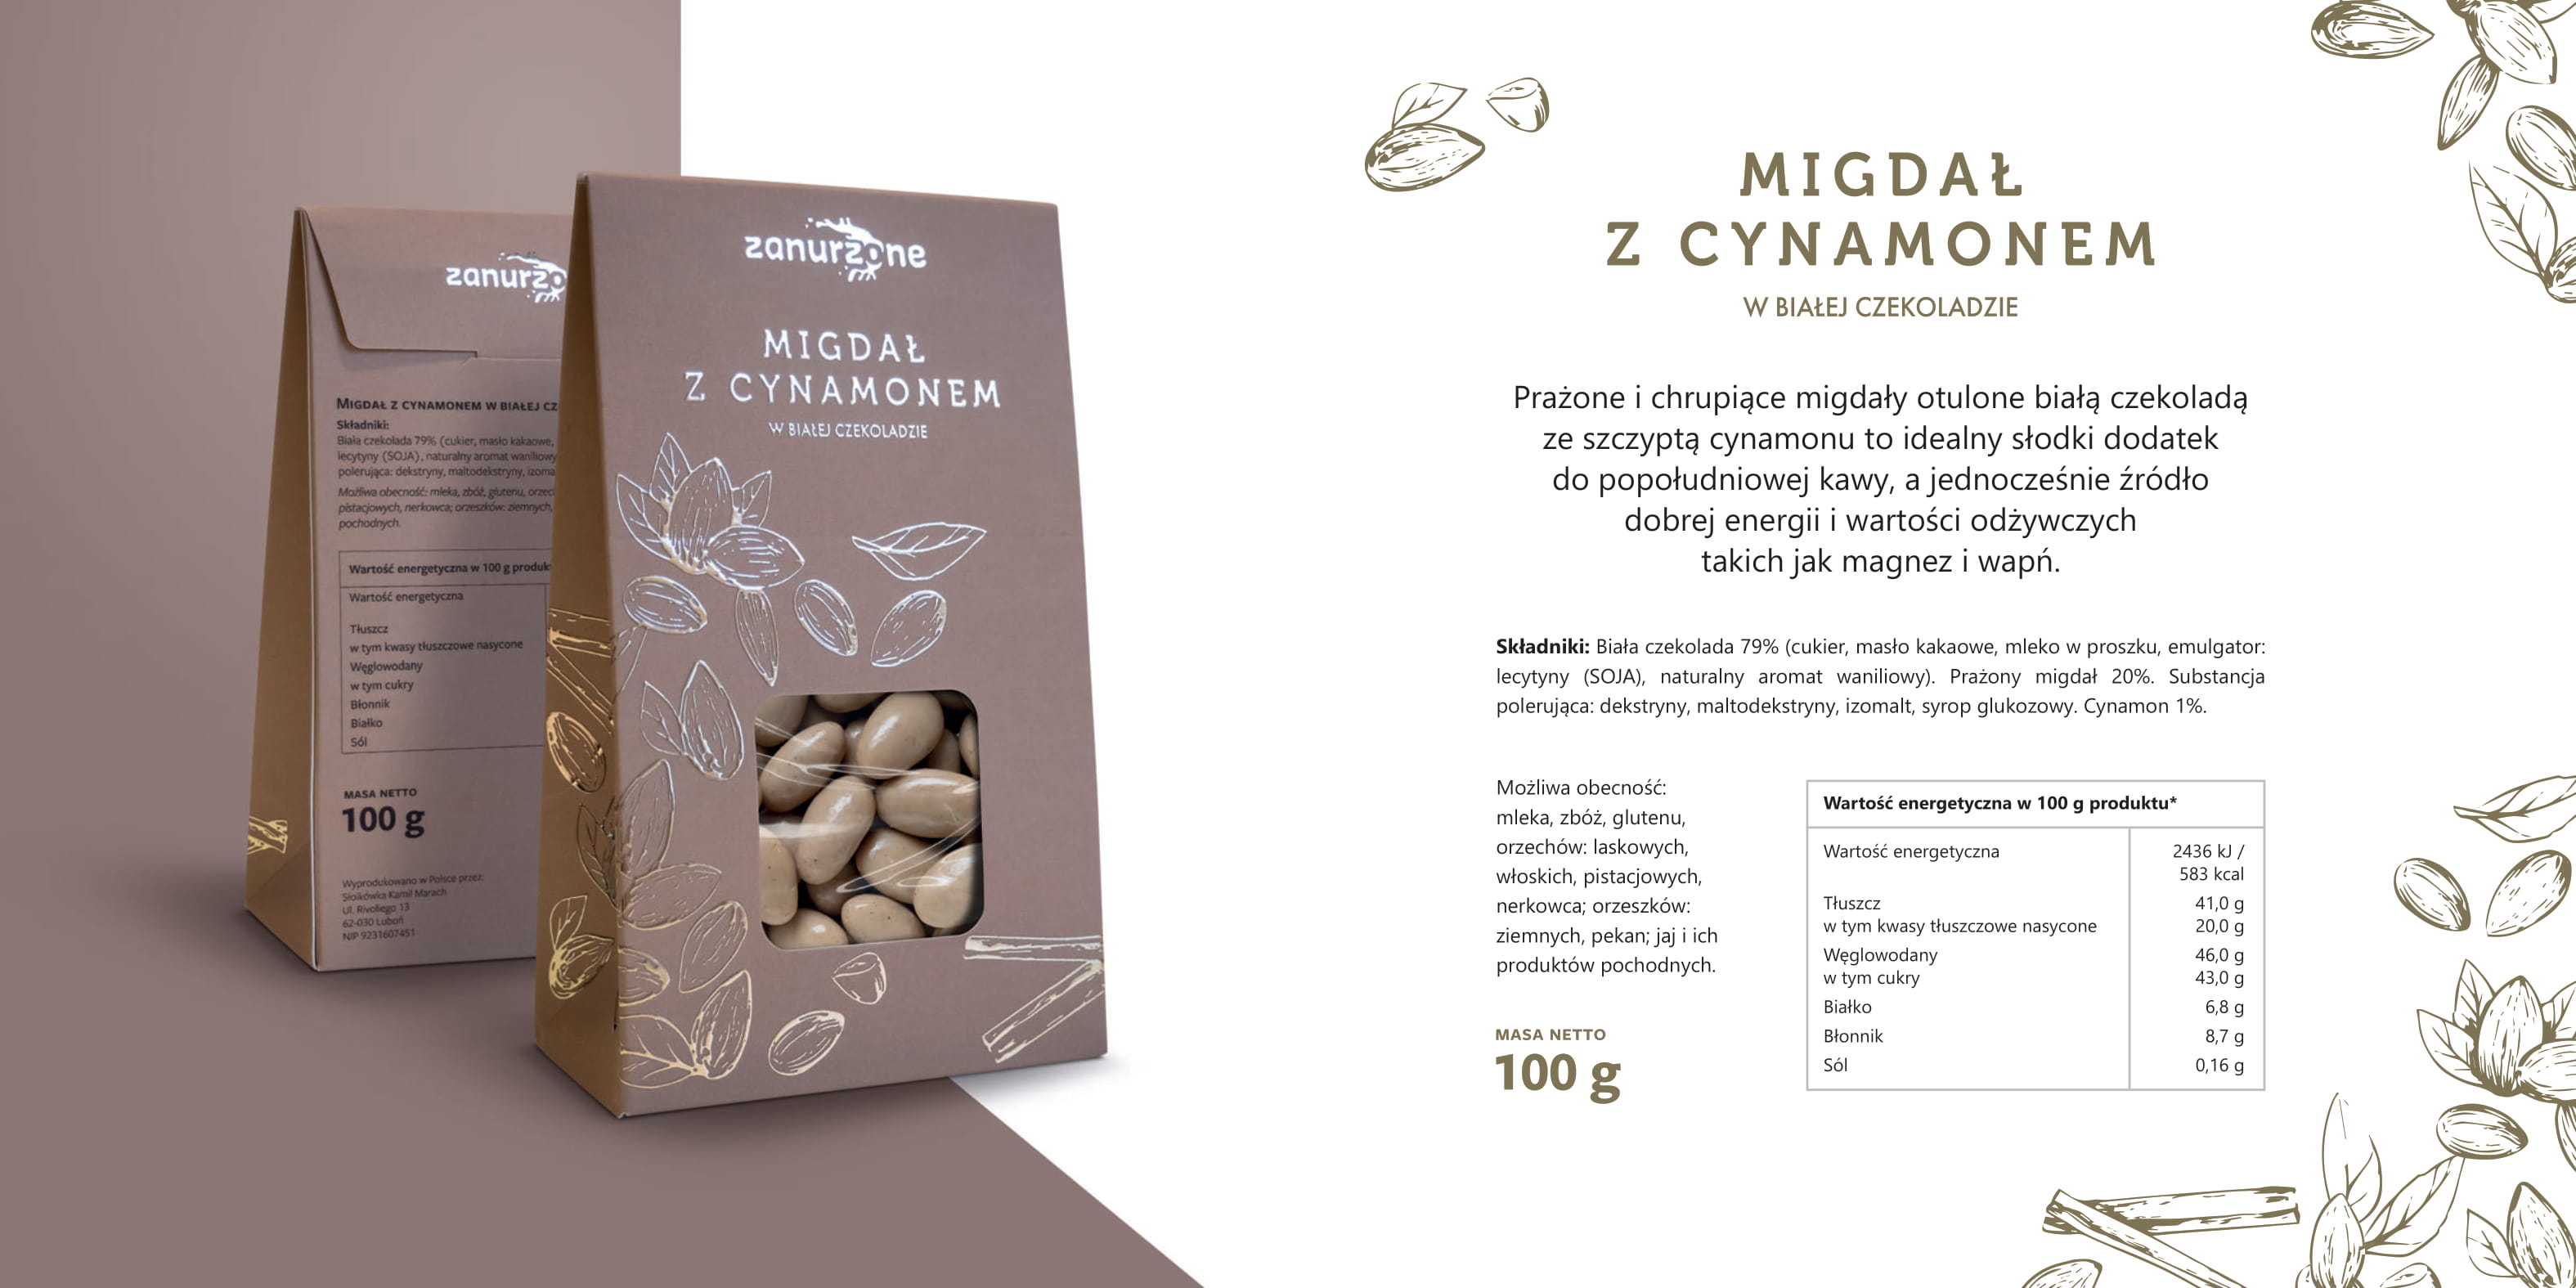 zanurzo
MIGDAŁ Z CYNAMONEM W BIAŁEJ CZ
Składniki:
Biała czekolada 79% (cukier, masło kakaowe,
lecytyny (SOJA), naturalny aromat waniliowy
polerująca: dekstryny, maltodekstryny, izoma
Możliwa obecność: mleka, zbóż, glutenu, orzec
pistacjowych, nerkowca; orzeszków: ziemnych,
pochodnych.
Wartość energetyczna w 100 g produk
Wartość energetyczna
Tłuszcz
w tym kwasy tłuszczowe nasycone
Węglowodany
w tym cukry
Błonnik
Białko
Sól
MASA NETTO
100 g
Wyprodukowano w Polsce przez:
Słoikówka Kamil Marach
Ul. Rivoliego 13
62-030 Luboń
NIP 9231607451
zanurzone
MIGDAŁ
Z CYNAMONEM
W BIAŁEJ CZEKOLADZIE
MIGDAŁ
Z CYNAMONEM
W BIAŁEJ CZEKOLADZIE
Prażone i chrupiące migdały otulone białą czekoladą
ze szczyptą cynamonu to idealny słodki dodatek
do popołudniowej kawy, a jednocześnie źródło
dobrej energii i wartości odżywczych
takich jak magnez i wapń.
Składniki: Biała czekolada 79% (cukier, masło kakaowe, mleko w proszku, emulgator:
lecytyny (SOJA), naturalny aromat waniliowy). Prażony migdał 20%. Substancja
polerująca: dekstryny, maltodekstryny, izomalt, syrop glukozowy. Cynamon 1%.
Możliwa obecność:
mleka, zbóż, glutenu,
orzechów: laskowych,
włoskich, pistacjowych,
nerkowca; orzeszków:
ziemnych, pekan; jaj i ich
produktów pochodnych.
MASA NETTO
100 g
Wartość energetyczna w 100 g produktu*
Wartość energetyczna 2436 kJ /
583 kcal
Tłuszcz 41,0 g
w tym kwasy tłuszczowe nasycone 20,0 g
Węglowodany 46,0 g
w tym cukry 43,0 g
Białko 6,8 g
Błonnik 8,7 g
Sól 0,16 g